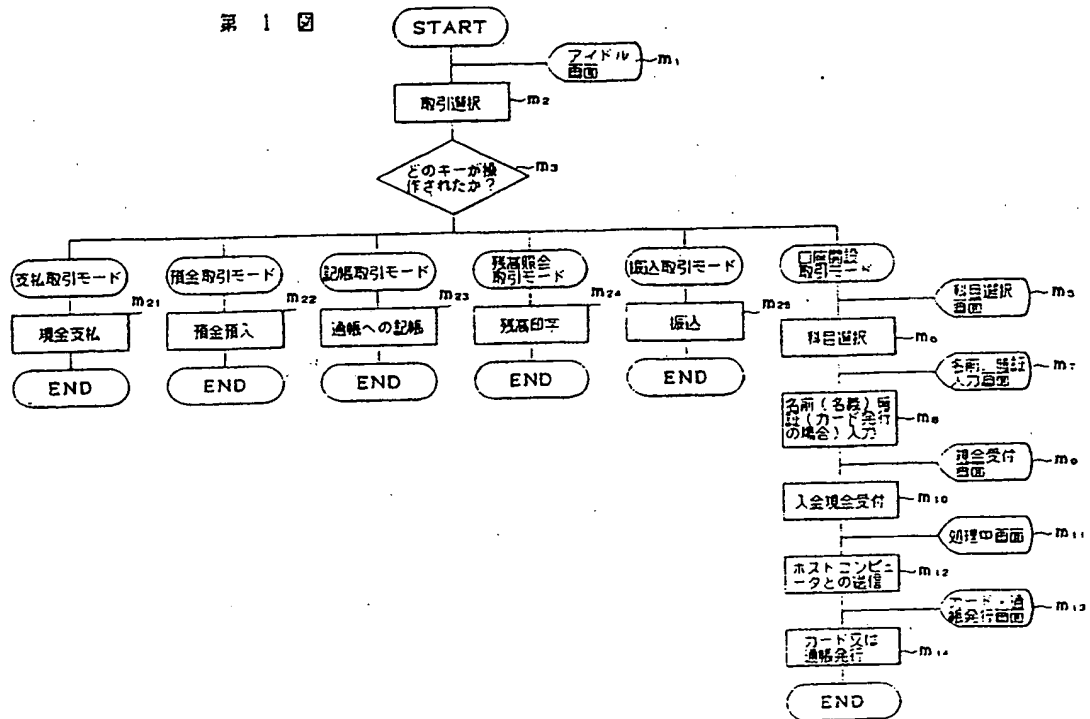 第 1 図
START
アイドル
画面
m₁
取引選択
m₂
どのキーが操
作されたか？
m₃
支払取引モード
預金取引モード
記帳取引モード
残高照会
取引モード
振込取引モード
口座開設
取引モード
m₂₁
m₂₂
m₂₃
m₂₄
m₂₅
現金支払
預金預入
通帳への記帳
残高印字
振込
END
END
END
END
END
科目選択
画面
m₅
科目選択
m₆
名前、暗証
入力画面
m₇
名前（名義）暗
証（カード発行
の場合）入力
m₈
現金受付
画面
m₉
入金現金受付
m₁₀
処理中画面
m₁₁
ホストコンピュ
ータとの送信
m₁₂
カード・通
帳発行画面
m₁₃
カード又は
通帳発行
m₁₄
END